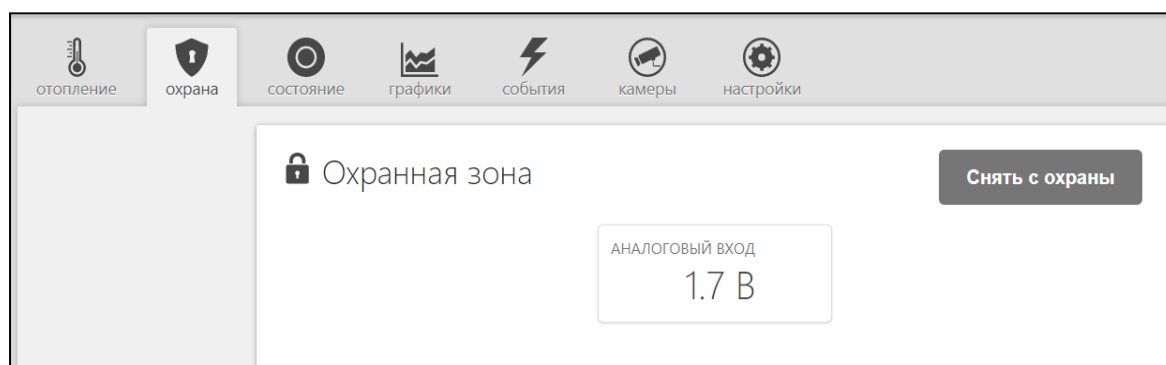 отопление охрана состояние графики события камеры настройки
Охранная зона
Снять с охраны
АНАЛОГОВЫЙ ВХОД
1.7 В